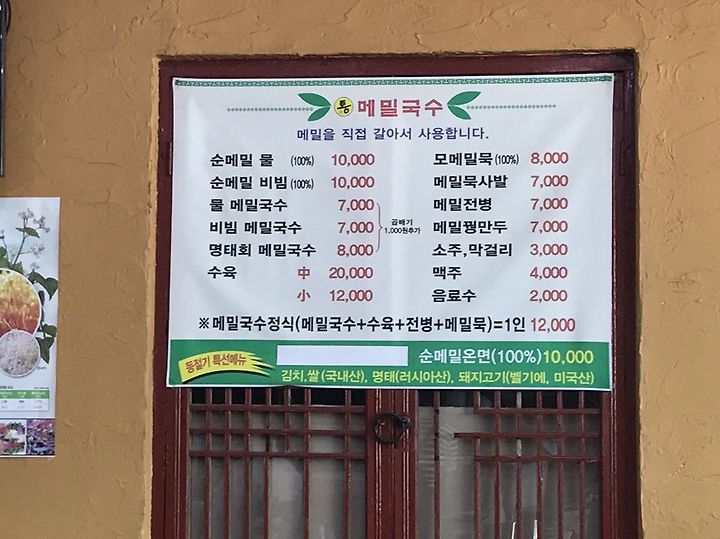 통 메밀국수
메밀을 직접 갈아서 사용합니다.
순메밀 물 (100%) 10,000
순메밀 비빔 (100%) 10,000
물 메밀국수 7,000
비빔 메밀국수 7,000
명태회 메밀국수 8,000
곱배기
1,000원추가
수육 中 20,000
小 12,000
모메밀묵(100%) 8,000
메밀묵사발 7,000
메밀전병 7,000
메밀꿩만두 7,000
소주,막걸리 3,000
맥주 4,000
음료수 2,000
※메밀국수정식(메밀국수+수육+전병+메밀묵)=1인 12,000
동절기 특선메뉴
순메밀온면(100%)10,000
김치,쌀(국내산), 명태(러시아산), 돼지고기(벨기에, 미국산)